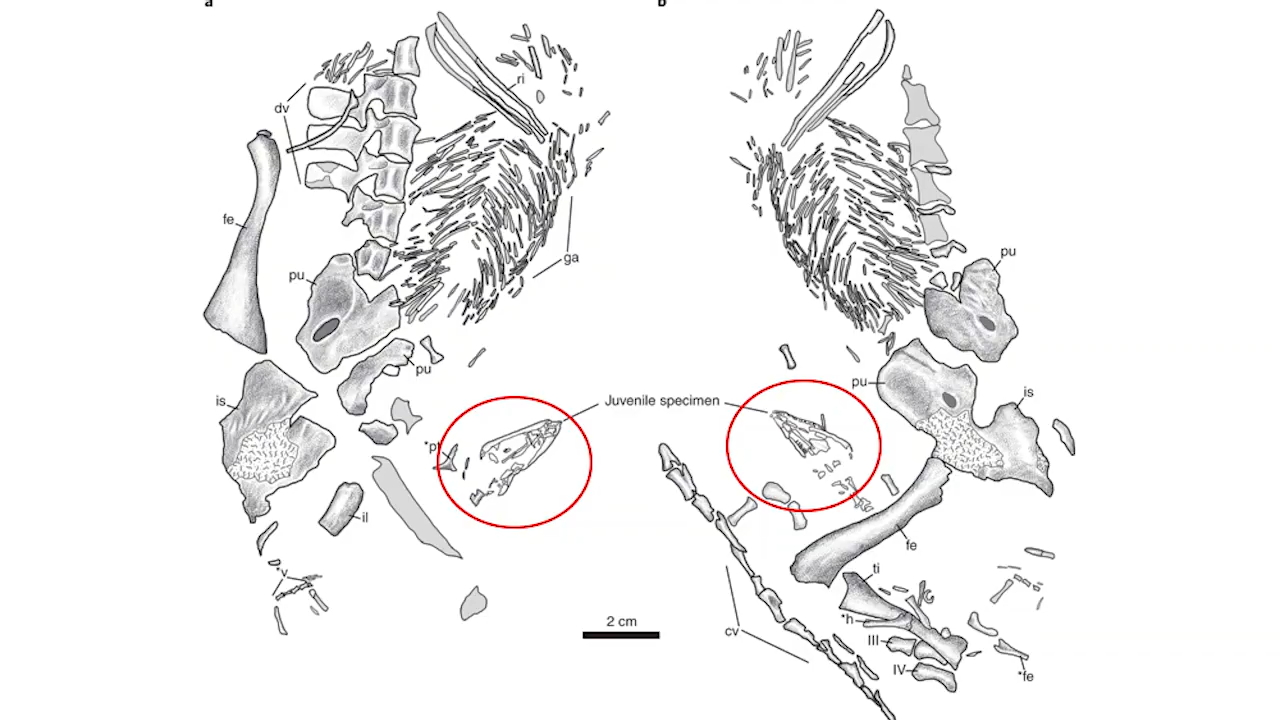 a
b
ri
dv
fe
pu
ga
pu
pu
pu
is
is
Juvenile specimen
il
*v
2 cm
fe
ti
*h
III
IV
cv
*fe